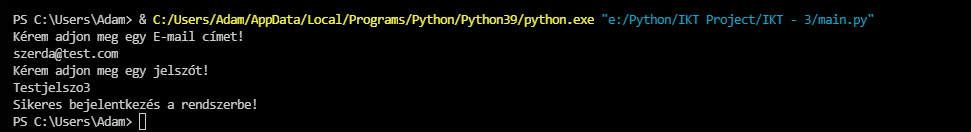 PS C:\Users\Adam> & C:/Users/Adam/AppData/Local/Programs/Python/Python39/python.exe "e:/Python/IKT Project/IKT - 3/main.py"
Kérem adjon meg egy E-mail címet!
szerda@test.com
Kérem adjon meg egy jelszót!
Testjelszo3
Sikeres bejelentkezés a rendszerbe!
PS C:\Users\Adam>